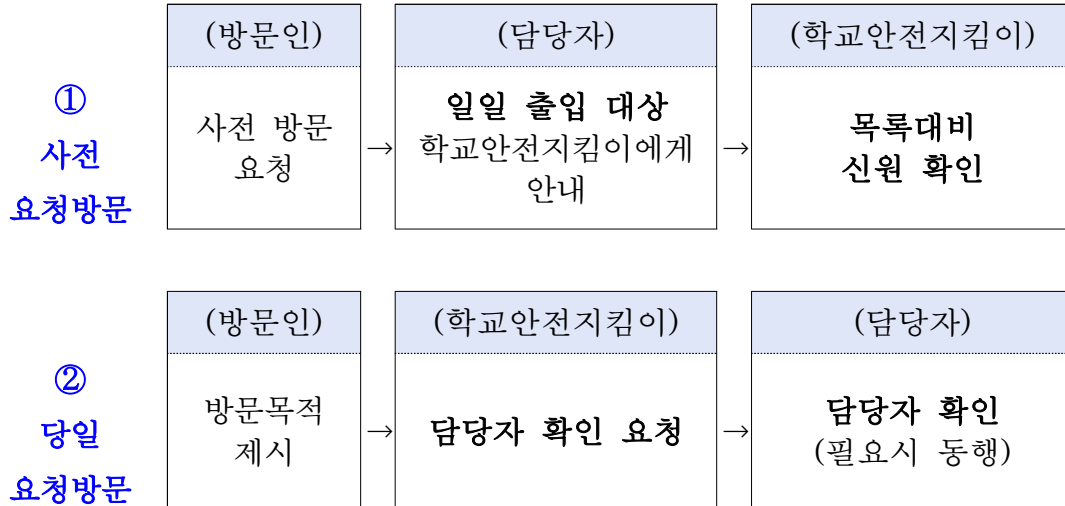 ①
사전
요청방문
(방문인)
사전 방문
요청
→
(담당자)
일일 출입 대상
학교안전지킴이에게
안내
→
(학교안전지킴이)
목록대비
신원 확인
②
당일
요청방문
(방문인)
방문목적
제시
→
(학교안전지킴이)
담당자 확인 요청
→
(담당자)
담당자 확인
(필요시 동행)